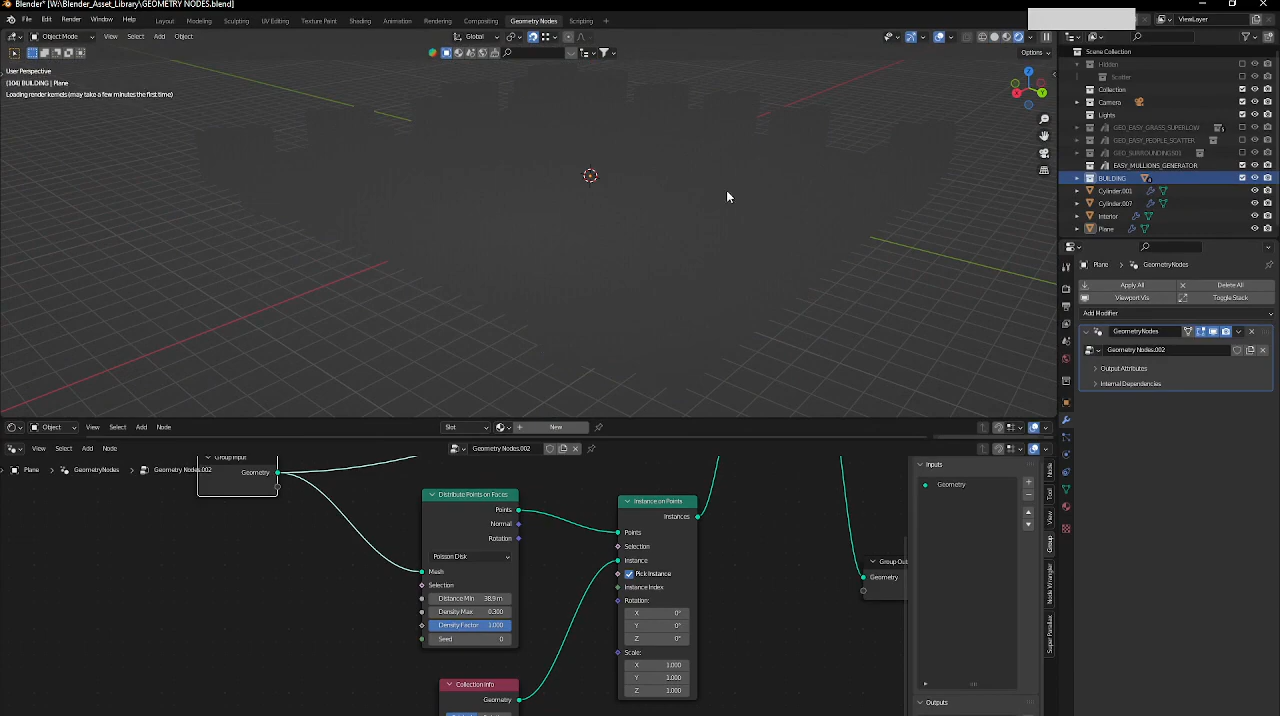 Blender* [W:\Blender_Asset_Library\GEOMETRY NODES.blend]
File Edit Render Window Help Layout Modeling Sculpting UV Editing Texture Paint Shading Animation Rendering Compositing Geometry Nodes Scripting ViewLayer
Object Mode View Select Add Object Global
Options
User Perspective
(104) BUILDING | Plane
Loading render kernels (may take a few minutes the first time)
Z
Y
X
Scene Collection
Hidden
Scatter
Collection
Camera
Lights
GEO_EASY_GRASS_SUPERLOW
GEO_EASY_PEOPLE_SCATTER
EASY_MULLIONS_GENERATOR
BUILDING
Cylinder.001
Cylinder.007
Interior
Plane
Plane GeometryNodes
Apply All Delete All
Viewport Vis Toggle Stack
Add Modifier
GeometryNodes
Geometry Nodes.002
Output Attributes
Internal Dependencies
Object View Select Add Node Slot New
View Select Add Node Geometry Nodes.002
Plane GeometryNodes Geometry Nodes.002
Group Input
Geometry
Distribute Points on Faces
Points
Normal
Rotation
Poisson Disk
Mesh
Selection
Distance Min 38.9 m
Density Max 0.300
Density Factor 1.000
Seed 0
Collection Info
Geometry
Instance on Points
Instances
Points
Selection
Instance
Pick Instance
Instance Index
Rotation:
X 0°
Y 0°
Z 0°
Scale:
X 1.000
Y 1.000
Z 1.000
Group Out
Geometry
Inputs
Geometry
Outputs
Node
Tool
View
Group
Node Wrangler
Super Parallax